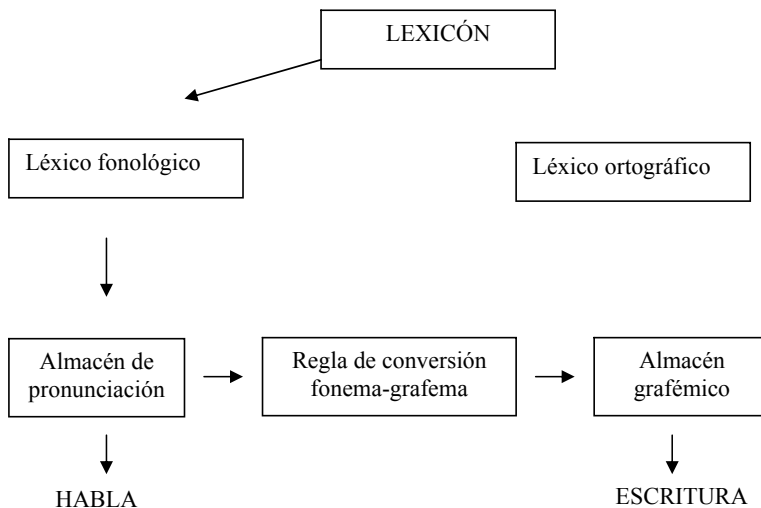 LEXICÓN
Léxico fonológico
Léxico ortográfico
Almacén de
pronunciación
Regla de conversión
fonema-grafema
Almacén
grafémico
HABLA
ESCRITURA